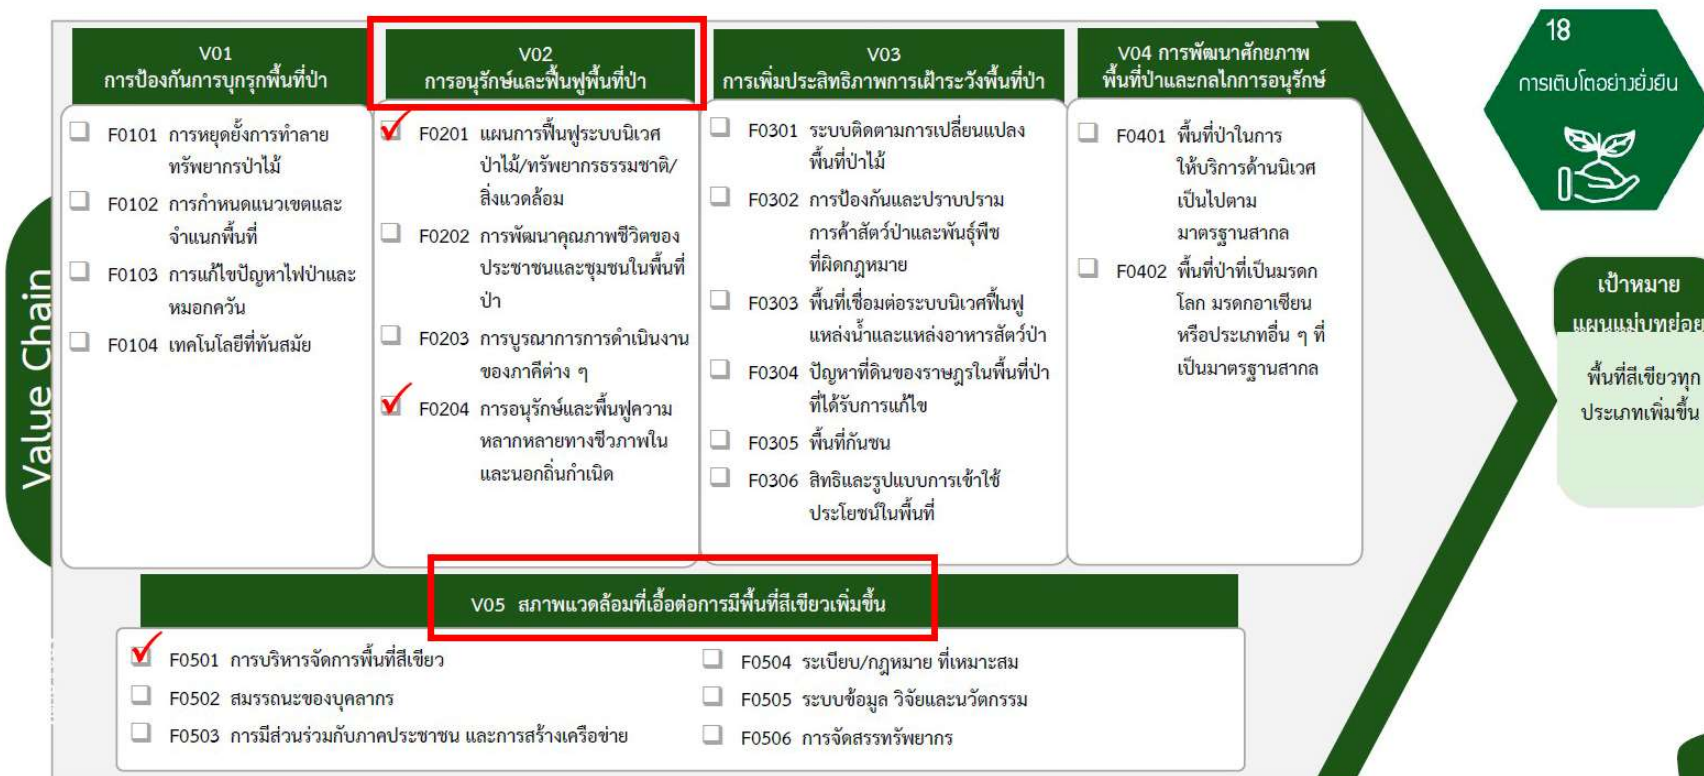 Value Chain
V01
การป้องกันการบุกรุกพื้นที่ป่า
F0101 การหยุดยั้งการทำลาย
ทรัพยากรป่าไม้
F0102 การกำหนดแนวเขตและ
จำแนกพื้นที่
F0103 การแก้ไขปัญหาไฟป่าและ
หมอกควัน
F0104 เทคโนโลยีที่ทันสมัย
V02
การอนุรักษ์และฟื้นฟูพื้นที่ป่า
F0201 แผนการฟื้นฟูระบบนิเวศ
ป่าไม้/ทรัพยากรธรรมชาติ/
สิ่งแวดล้อม
F0202 การพัฒนาคุณภาพชีวิตของ
ประชาชนและชุมชนในพื้นที่
ป่า
F0203 การบูรณาการการดำเนินงาน
ของภาคีต่าง ๆ
F0204 การอนุรักษ์และฟื้นฟูความ
หลากหลายทางชีวภาพใน
และนอกถิ่นกำเนิด
V03
การเพิ่มประสิทธิภาพการเฝ้าระวังพื้นที่ป่า
F0301 ระบบติดตามการเปลี่ยนแปลง
พื้นที่ป่าไม้
F0302 การป้องกันและปราบปราม
การค้าสัตว์ป่าและพันธุ์พืช
ที่ผิดกฎหมาย
F0303 พื้นที่เชื่อมต่อระบบนิเวศฟื้นฟู
แหล่งน้ำและแหล่งอาหารสัตว์ป่า
F0304 ปัญหาที่ดินของราษฎรในพื้นที่ป่า
ที่ได้รับการแก้ไข
F0305 พื้นที่กันชน
F0306 สิทธิและรูปแบบการเข้าใช้
ประโยชน์ในพื้นที่
V04 การพัฒนาศักยภาพ
พื้นที่ป่าและกลไกการอนุรักษ์
F0401 พื้นที่ป่าในการ
ให้บริการด้านนิเวศ
เป็นไปตาม
มาตรฐานสากล
F0402 พื้นที่ป่าที่เป็นมรดก
โลก มรดกอาเซียน
หรือประเภทอื่น ๆ ที่
เป็นมาตรฐานสากล
V05 สภาพแวดล้อมที่เอื้อต่อการมีพื้นที่สีเขียวเพิ่มขึ้น
F0501 การบริหารจัดการพื้นที่สีเขียว
F0502 สมรรถนะของบุคลากร
F0503 การมีส่วนร่วมกับภาคประชาชน และการสร้างเครือข่าย
F0504 ระเบียบ/กฎหมาย ที่เหมาะสม
F0505 ระบบข้อมูล วิจัยและนวัตกรรม
F0506 การจัดสรรทรัพยากร
18
การเติบโตอย่างยั่งยืน
เป้าหมาย
แผนแม่บทย่อย
พื้นที่สีเขียวทุก
ประเภทเพิ่มขึ้น